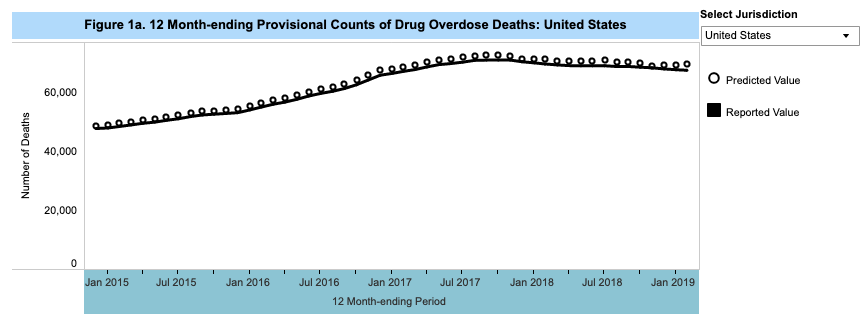 Figure 1a. 12 Month-ending Provisional Counts of Drug Overdose Deaths: United States
Select Jurisdiction
United States
Predicted Value
Reported Value
Number of Deaths
60,000
40,000
20,000
0
Jan 2015 Jul 2015 Jan 2016 Jul 2016 Jan 2017 Jul 2017 Jan 2018 Jul 2018 Jan 2019
12 Month-ending Period